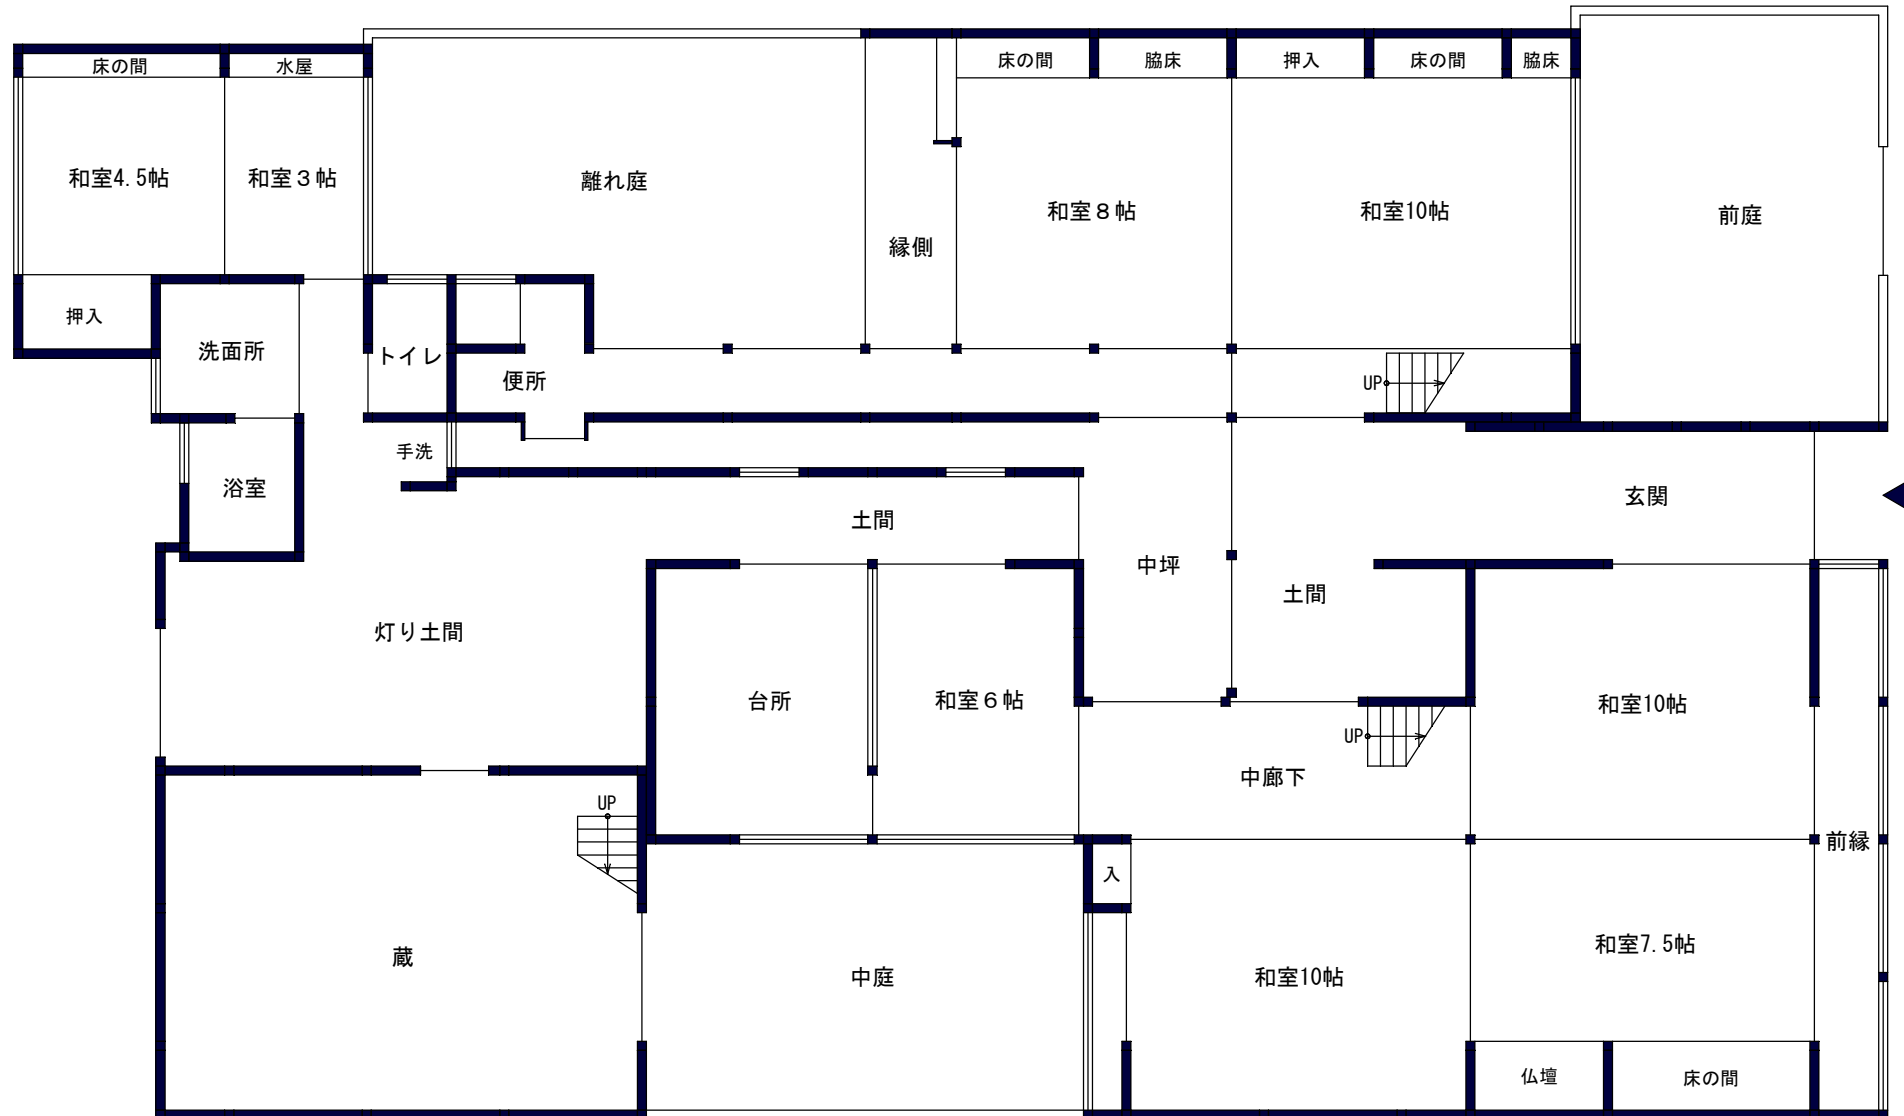 床の間
水屋
床の間
脇床
押入
床の間
脇床
和室4.5帖
和室３帖
離れ庭
縁側
和室８帖
和室10帖
前庭
押入
洗面所
トイレ
便所
UP
手洗
浴室
土間
玄関
中坪
土間
灯り土間
台所
和室６帖
和室10帖
UP
中廊下
UP
前縁
入
蔵
中庭
和室10帖
和室7.5帖
仏壇
床の間